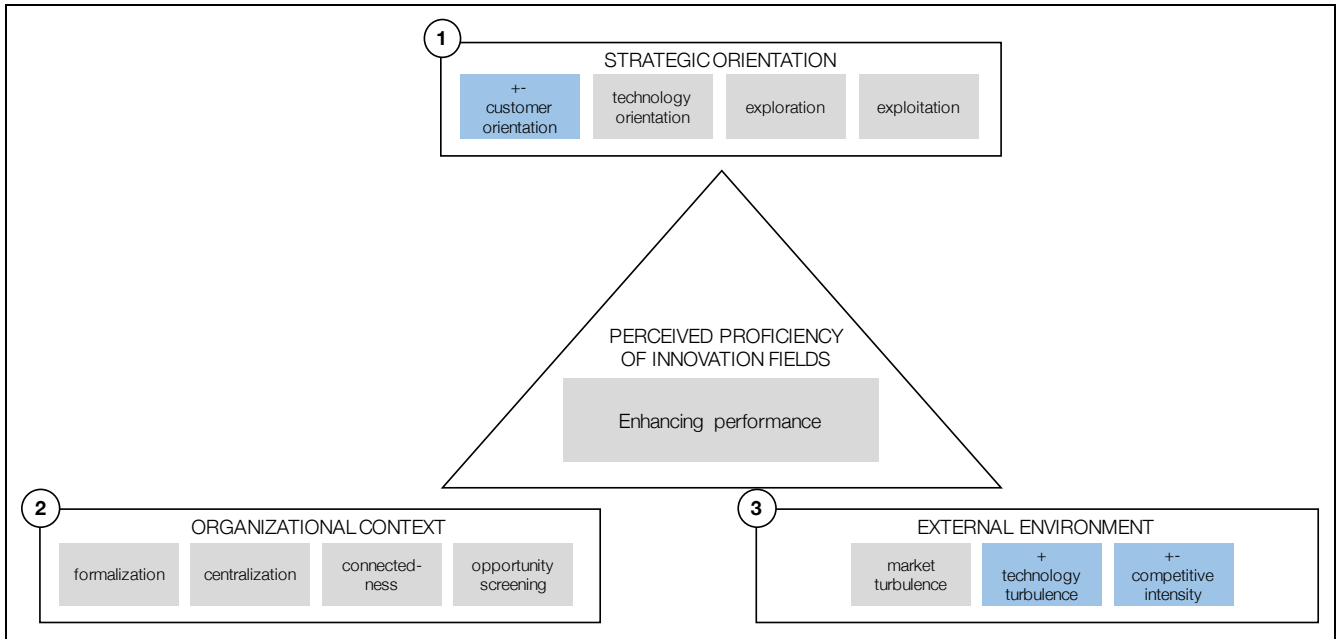 1
STRATEGIC ORIENTATION
+-
customer
orientation
technology
orientation
exploration
exploitation
PERCEIVED PROFICIENCY
OF INNOVATION FIELDS
Enhancing performance
2
ORGANIZATIONAL CONTEXT
formalization
centralization
connected-
ness
opportunity
screening
3
EXTERNAL ENVIRONMENT
market
turbulence
+
technology
turbulence
+-
competitive
intensity